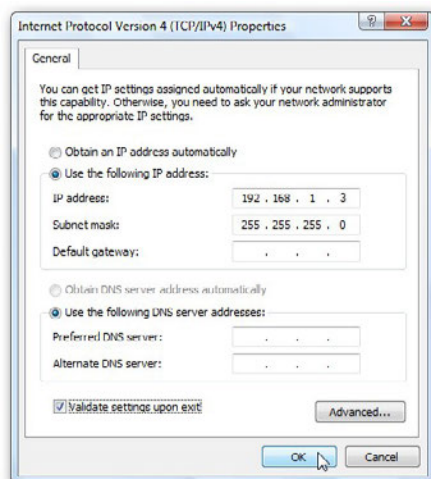 Internet Protocol Version 4 (TCP/IPv4) Properties
General
You can get IP settings assigned automatically if your network supports
this capability. Otherwise, you need to ask your network administrator
for the appropriate IP settings.
Obtain an IP address automatically
Use the following IP address:
IP address: 192 . 168 . 1 . 3
Subnet mask: 255 . 255 . 255 . 0
Default gateway: . . .
Obtain DNS server address automatically
Use the following DNS server addresses:
Preferred DNS server: . . .
Alternate DNS server: . . .
Validate settings upon exit
Advanced...
OK Cancel